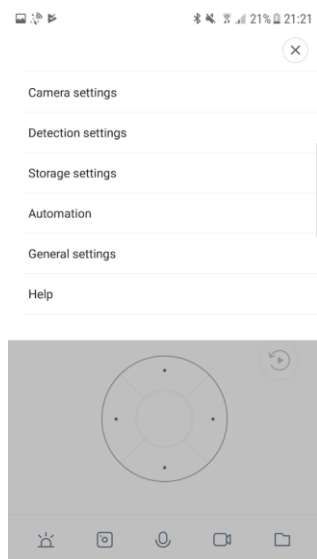 21% 21:21
Camera settings
Detection settings
Storage settings
Automation
General settings
Help